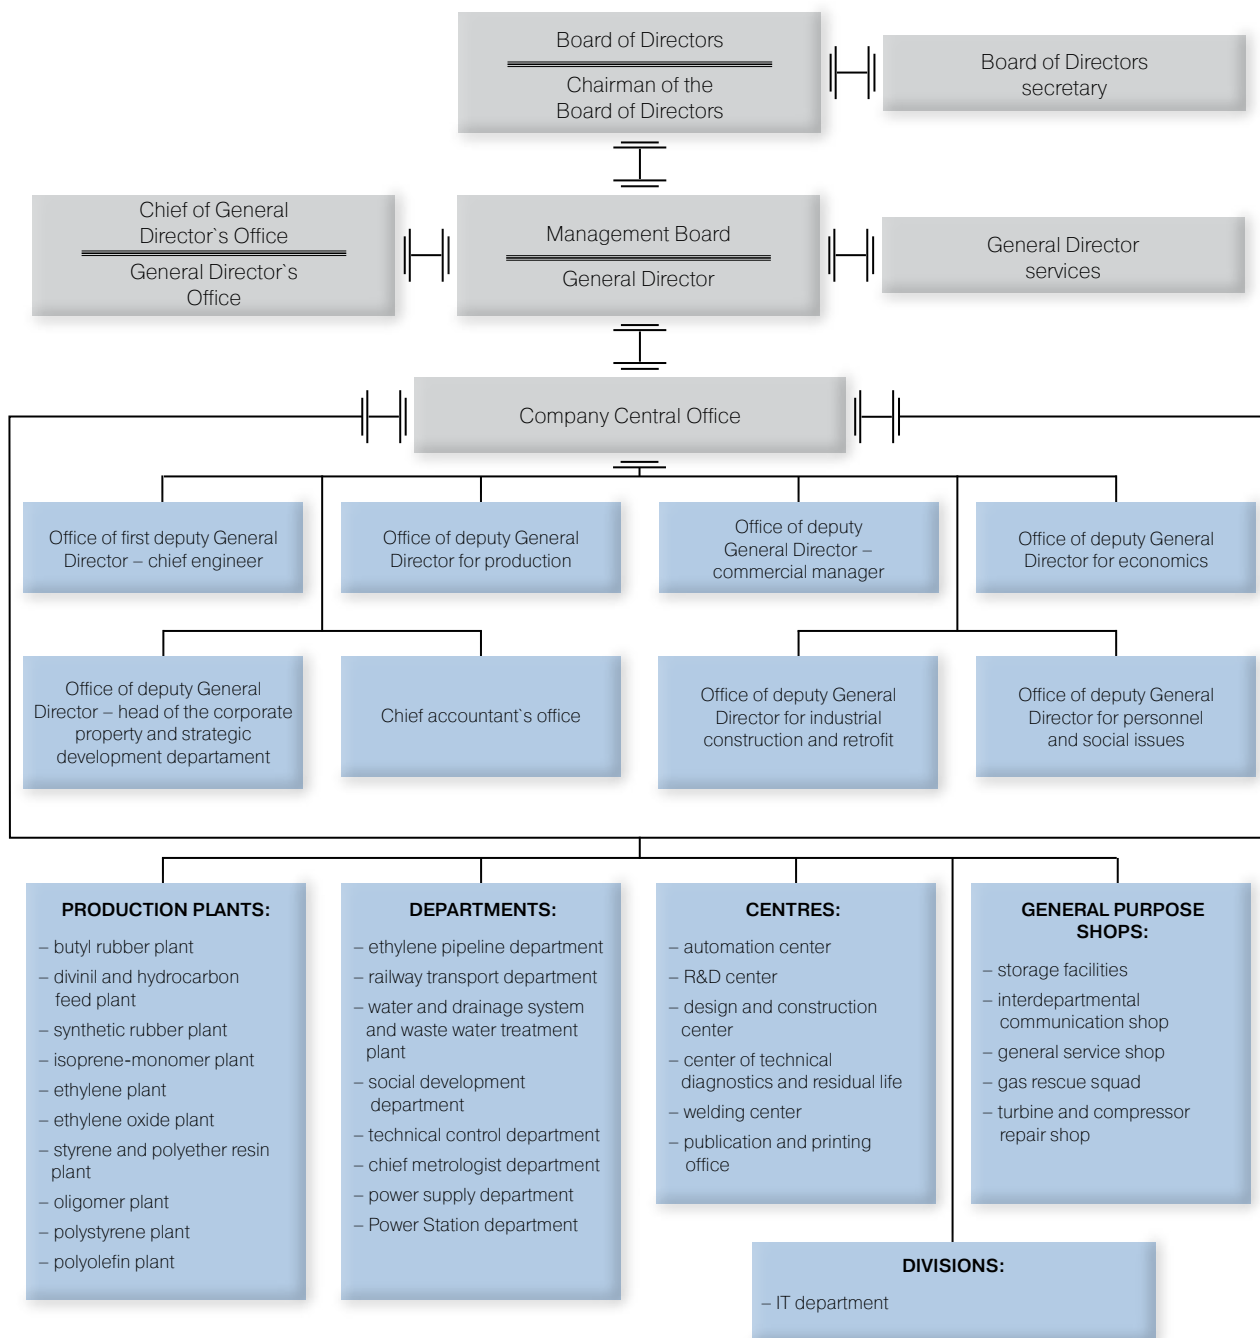 Board of Directors
Chairman of the
Board of Directors
Board of Directors
secretary
Chief of General
Director`s Office
General Director`s
Office
Management Board
General Director
General Director
services
Company Central Office
Office of first deputy General
Director – chief engineer
Office of deputy General
Director for production
Office of deputy
General Director –
commercial manager
Office of deputy General
Director for economics
Office of deputy General
Director – head of the corporate
property and strategic
development departament
Chief accountant`s office
Office of deputy General
Director for industrial
construction and retrofit
Office of deputy General
Director for personnel
and social issues
PRODUCTION PLANTS:
– butyl rubber plant
– divinil and hydrocarbon
feed plant
– synthetic rubber plant
– isoprene-monomer plant
– ethylene plant
– ethylene oxide plant
– styrene and polyether resin
plant
– oligomer plant
– polystyrene plant
– polyolefin plant
DEPARTMENTS:
– ethylene pipeline department
– railway transport department
– water and drainage system
and waste water treatment
plant
– social development
department
– technical control department
– chief metrologist department
– power supply department
– Power Station department
CENTRES:
– automation center
– R&D center
– design and construction
center
– center of technical
diagnostics and residual life
– welding center
– publication and printing
office
GENERAL PURPOSE
SHOPS:
– storage facilities
– interdepartmental
communication shop
– general service shop
– gas rescue squad
– turbine and compressor
repair shop
DIVISIONS:
– IT department